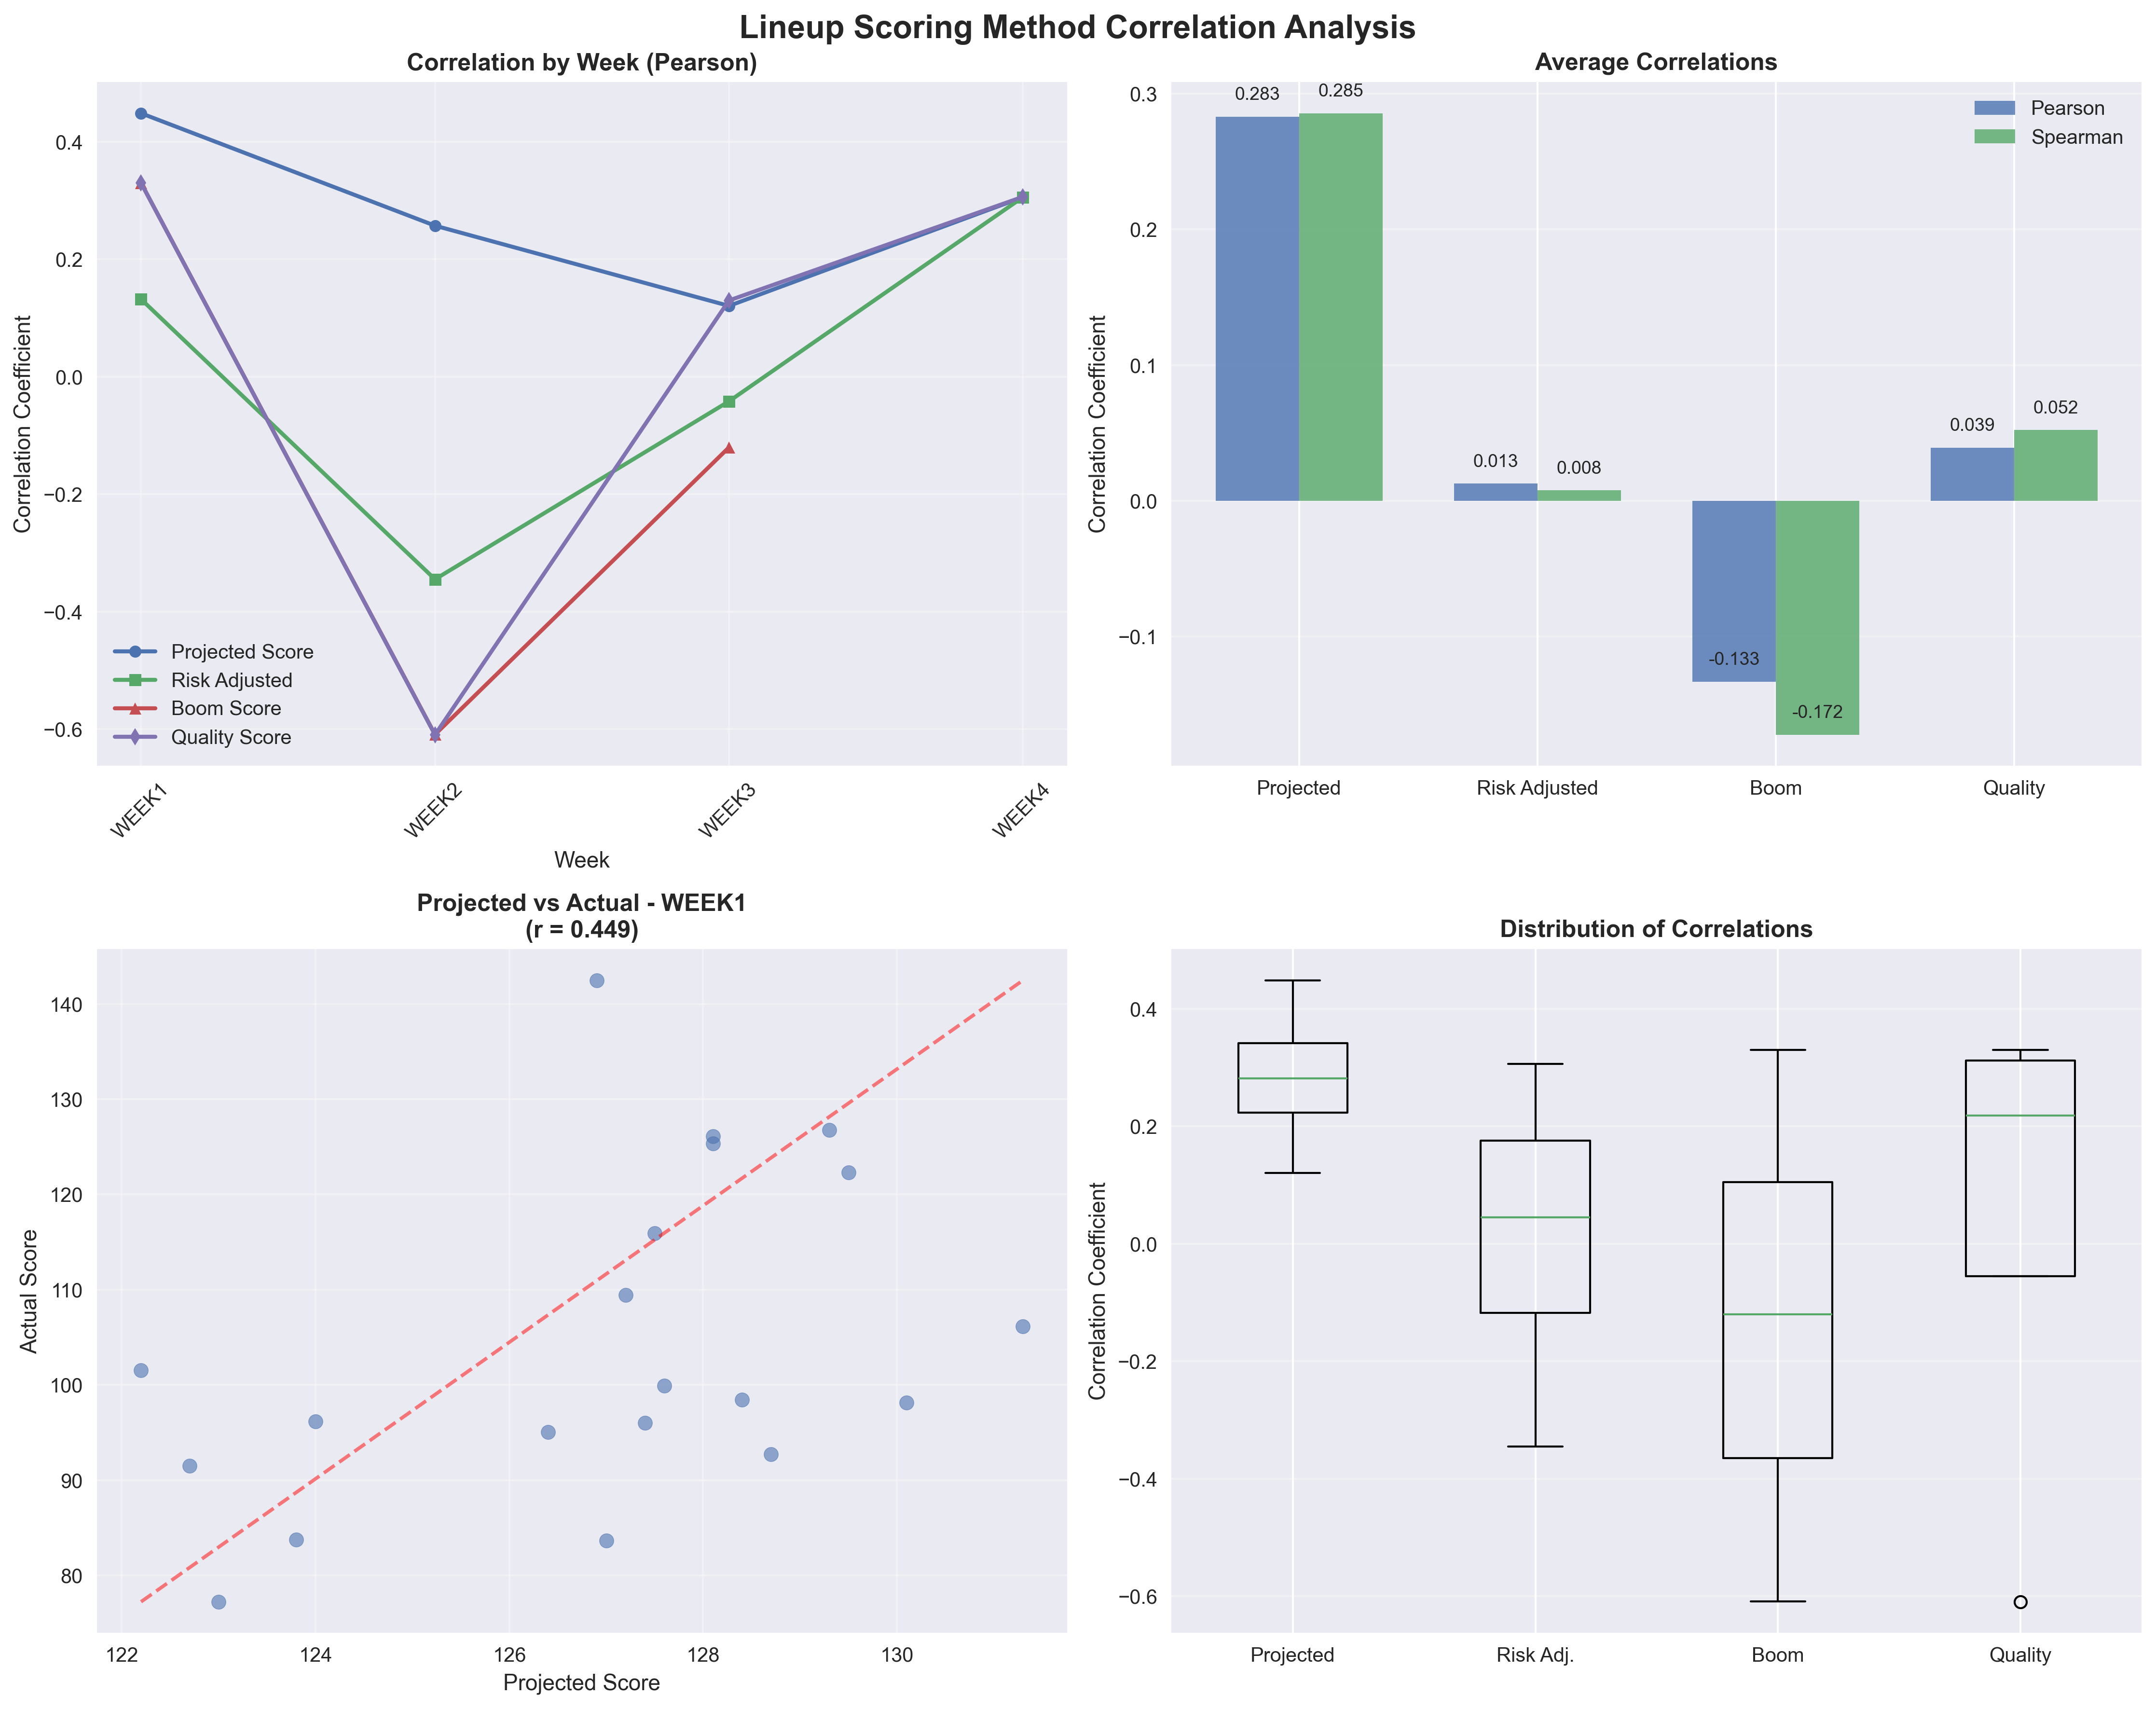 Lineup Scoring Method Correlation Analysis
Correlation by Week (Pearson)
Correlation Coefficient
0.4
0.2
0.0
−0.2
−0.4
−0.6
Projected Score
Risk Adjusted
Boom Score
Quality Score
WEEK1
WEEK2
WEEK3
WEEK4
Week
Average Correlations
Correlation Coefficient
0.3
0.2
0.1
0.0
−0.1
0.283
0.285
0.013
0.008
-0.133
-0.172
0.039
0.052
Pearson
Spearman
Projected
Risk Adjusted
Boom
Quality
Projected vs Actual - WEEK1
(r = 0.449)
Actual Score
140
130
120
110
100
90
80
122
124
126
128
130
Projected Score
Distribution of Correlations
Correlation Coefficient
0.4
0.2
0.0
−0.2
−0.4
−0.6
Projected
Risk Adj.
Boom
Quality